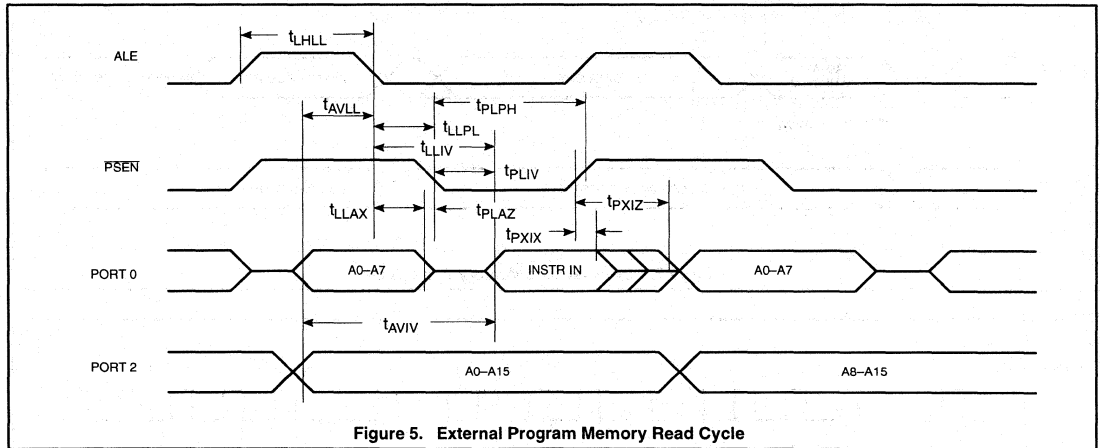 tLHLL
ALE
tAVLL
tPLPH
tLLPL
tLLIV
PSEN
tPLIV
tLLAX
tPLAZ
tPXIZ
tPXIX
PORT 0
A0–A7
INSTR IN
A0–A7
tAVIV
PORT 2
A0–A15
A8–A15
Figure 5. External Program Memory Read Cycle